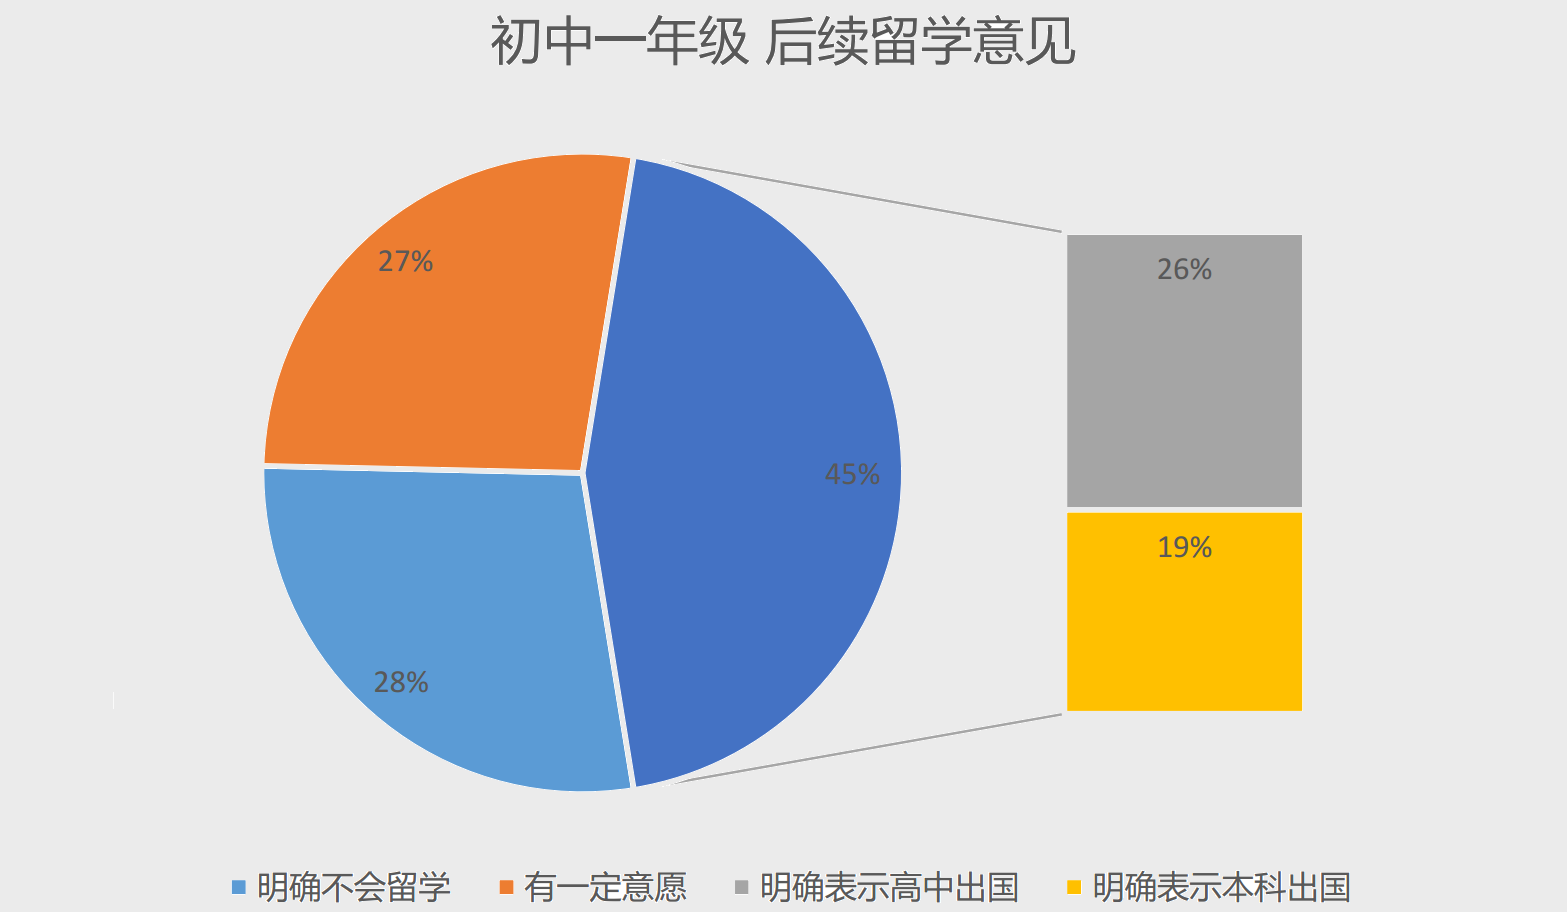 初中一年级 后续留学意见
27%
26%
45%
19%
28%
明确不会留学 有一定意愿 明确表示高中出国 明确表示本科出国